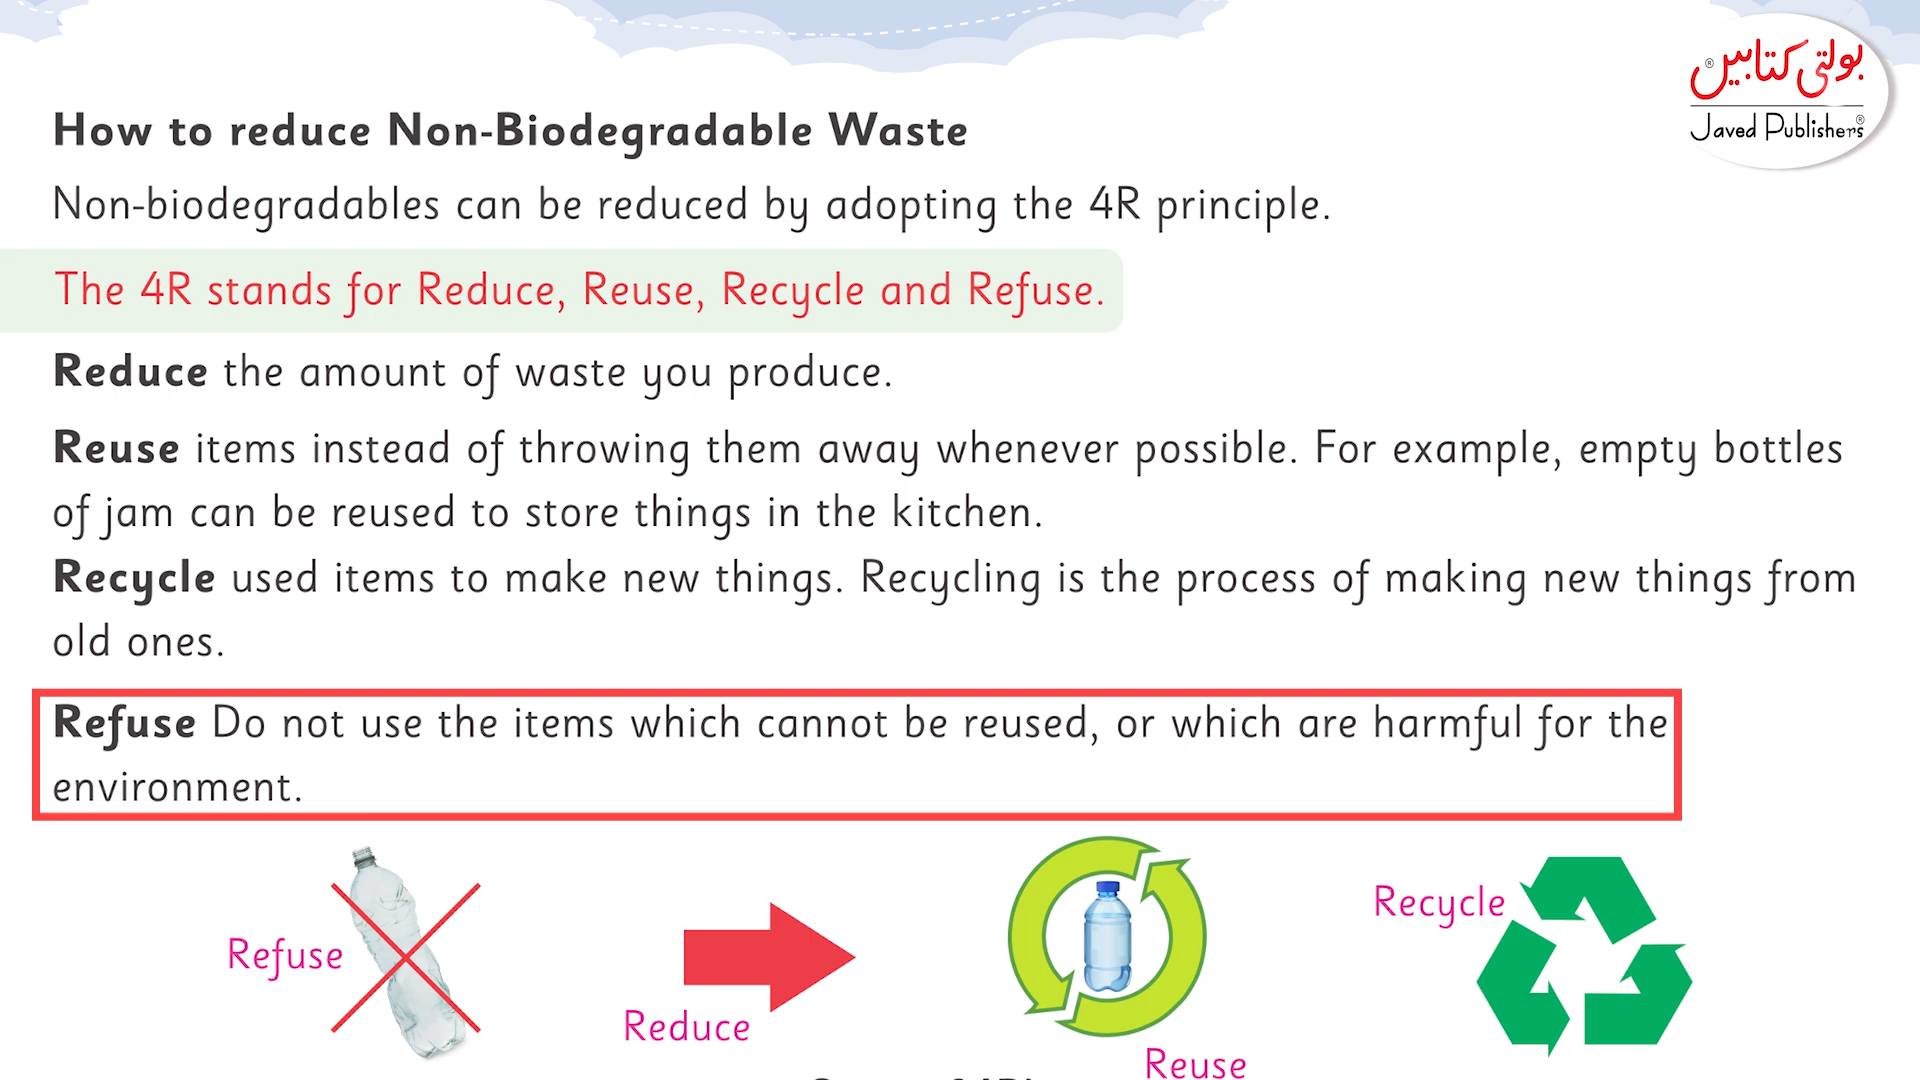 بولتی کتابیں®
Javed Publishers®
How to reduce Non-Biodegradable Waste
Non-biodegradables can be reduced by adopting the 4R principle.
The 4R stands for Reduce, Reuse, Recycle and Refuse.
Reduce the amount of waste you produce.
Reuse items instead of throwing them away whenever possible. For example, empty bottles
of jam can be reused to store things in the kitchen.
Recycle used items to make new things. Recycling is the process of making new things from
old ones.
Refuse Do not use the items which cannot be reused, or which are harmful for the
environment.
Refuse
Reduce
Reuse
Recycle